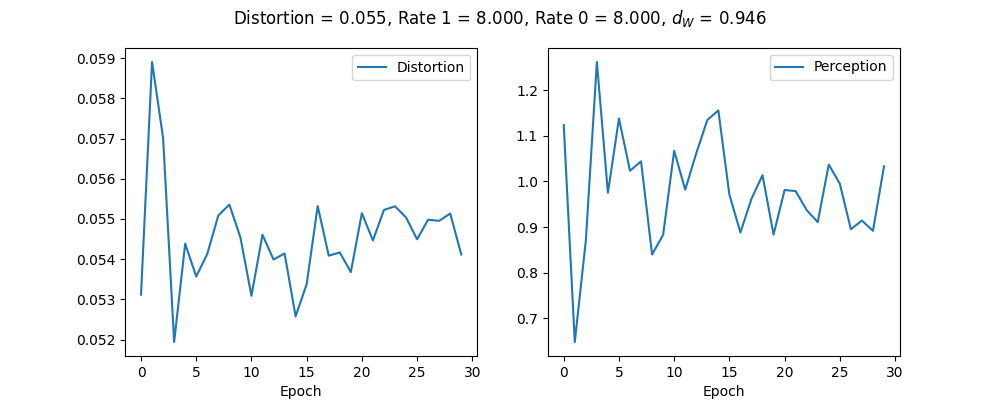 Distortion = 0.055, Rate 1 = 8.000, Rate 0 = 8.000, d_W = 0.946
Distortion
0.059
0.058
0.057
0.056
0.055
0.054
0.053
0.052
0 5 10 15 20 25 30
Epoch
Perception
1.2
1.1
1.0
0.9
0.8
0.7
0 5 10 15 20 25 30
Epoch